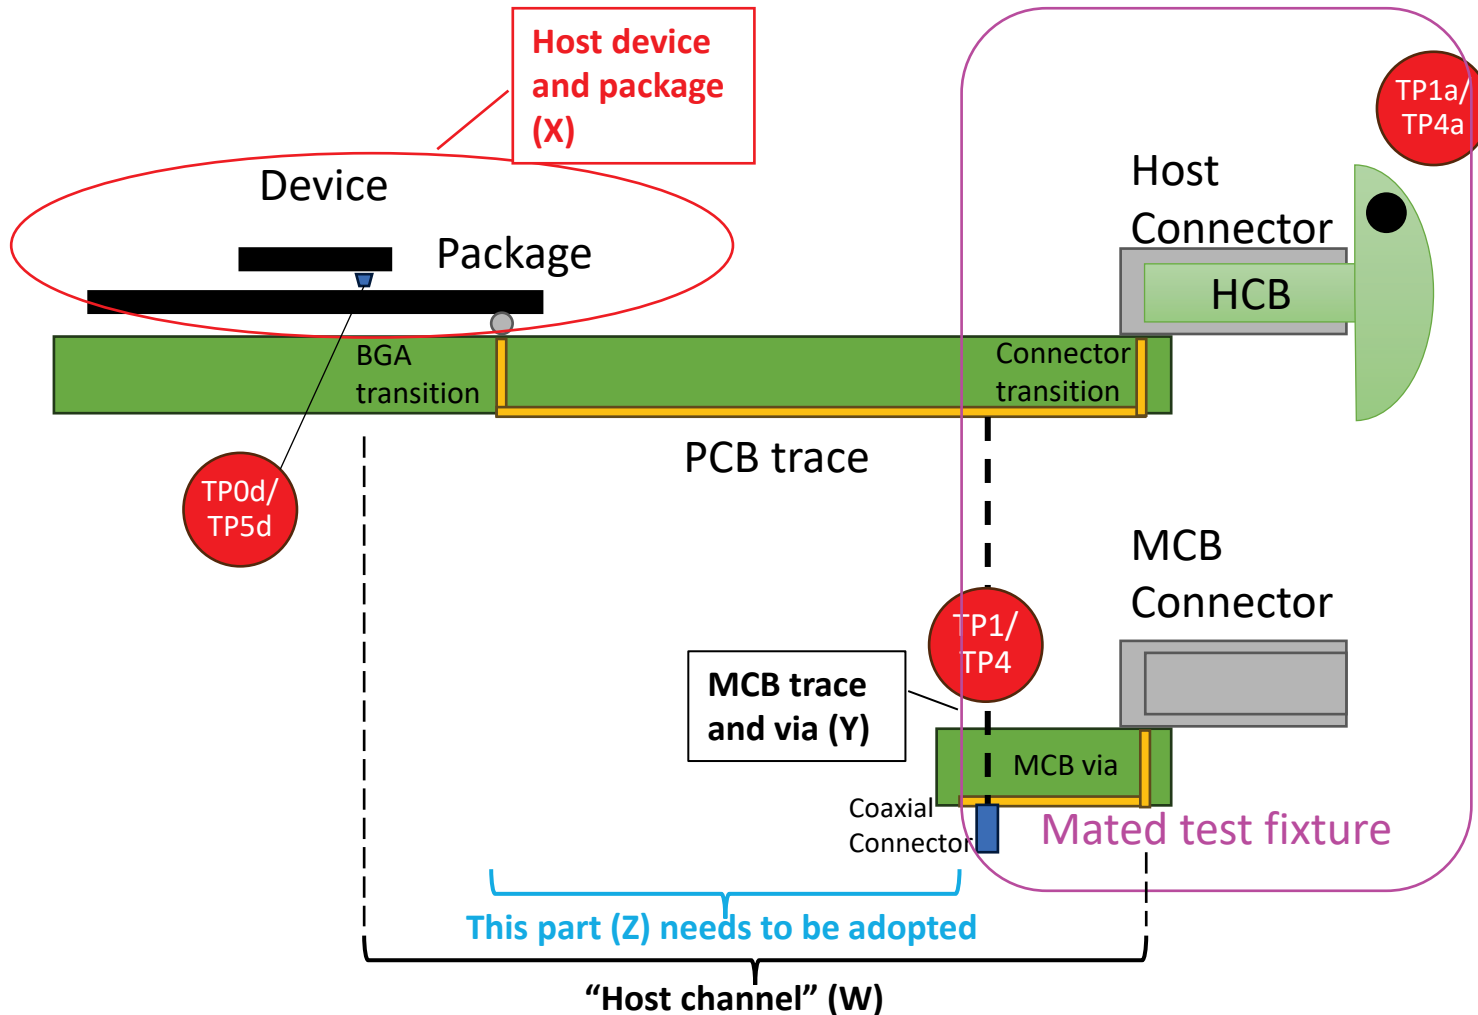 Host device
and package
(X)
TP1a/
TP4a
Device
Host
Connector
Package
HCB
BGA
transition
Connector
transition
PCB trace
TP0d/
TP5d
MCB
Connector
TP1/
TP4
MCB trace
and via (Y)
MCB via
Coaxial
Connector
Mated test fixture
This part (Z) needs to be adopted
“Host channel” (W)